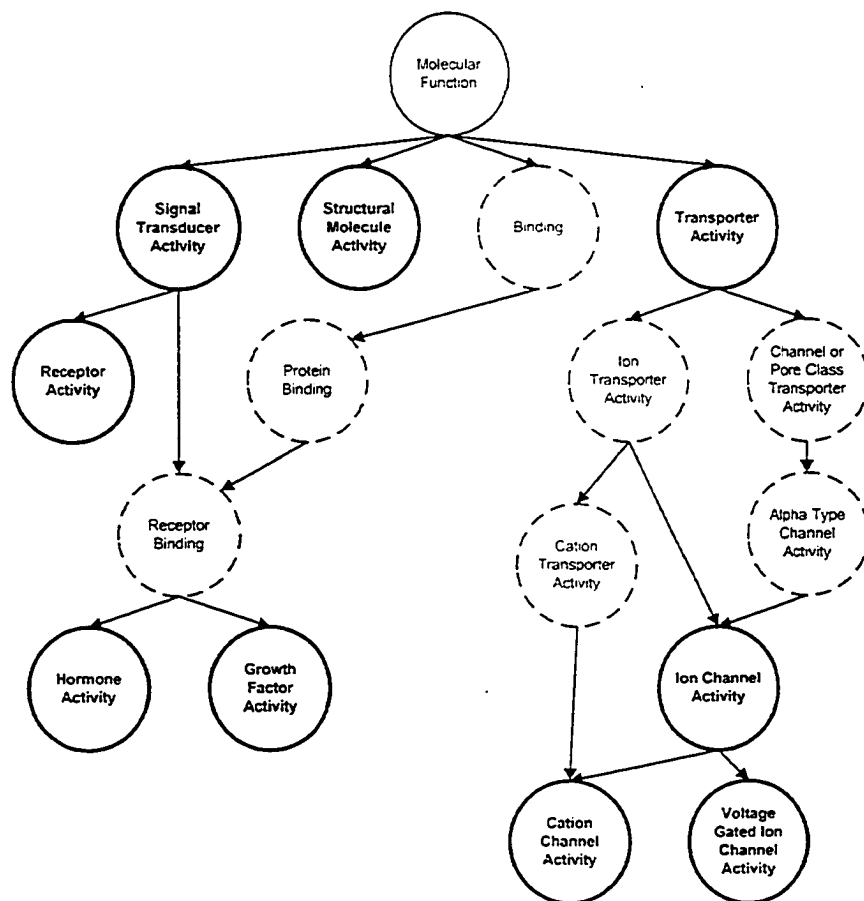 Molecular
Function
Signal
Transducer
Activity
Structural
Molecule
Activity
Binding
Transporter
Activity
Receptor
Activity
Protein
Binding
Ion
Transporter
Activity
Channel or
Pore Class
Transporter
Activity
Receptor
Binding
Cation
Transporter
Activity
Alpha Type
Channel
Activity
Hormone
Activity
Growth
Factor
Activity
Ion Channel
Activity
Cation
Channel
Activity
Voltage
Gated Ion
Channel
Activity